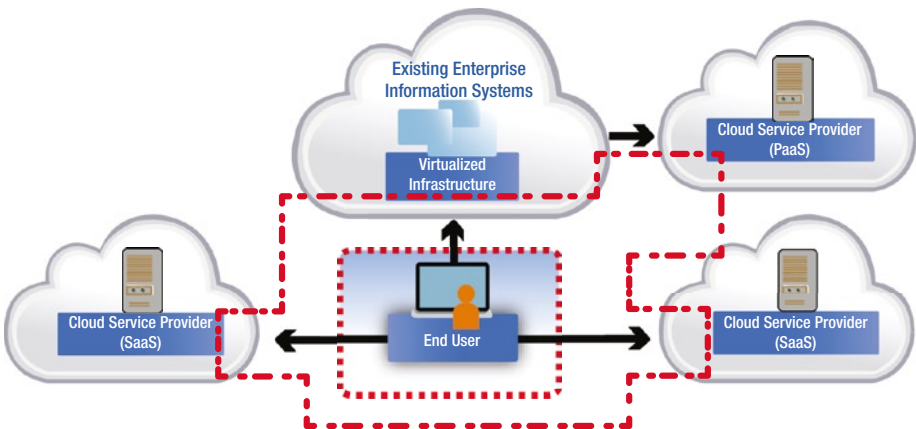 Existing Enterprise
Information Systems
Virtualized
Infrastructure
Cloud Service Provider
(PaaS)
Cloud Service Provider
(SaaS)
End User
Cloud Service Provider
(SaaS)